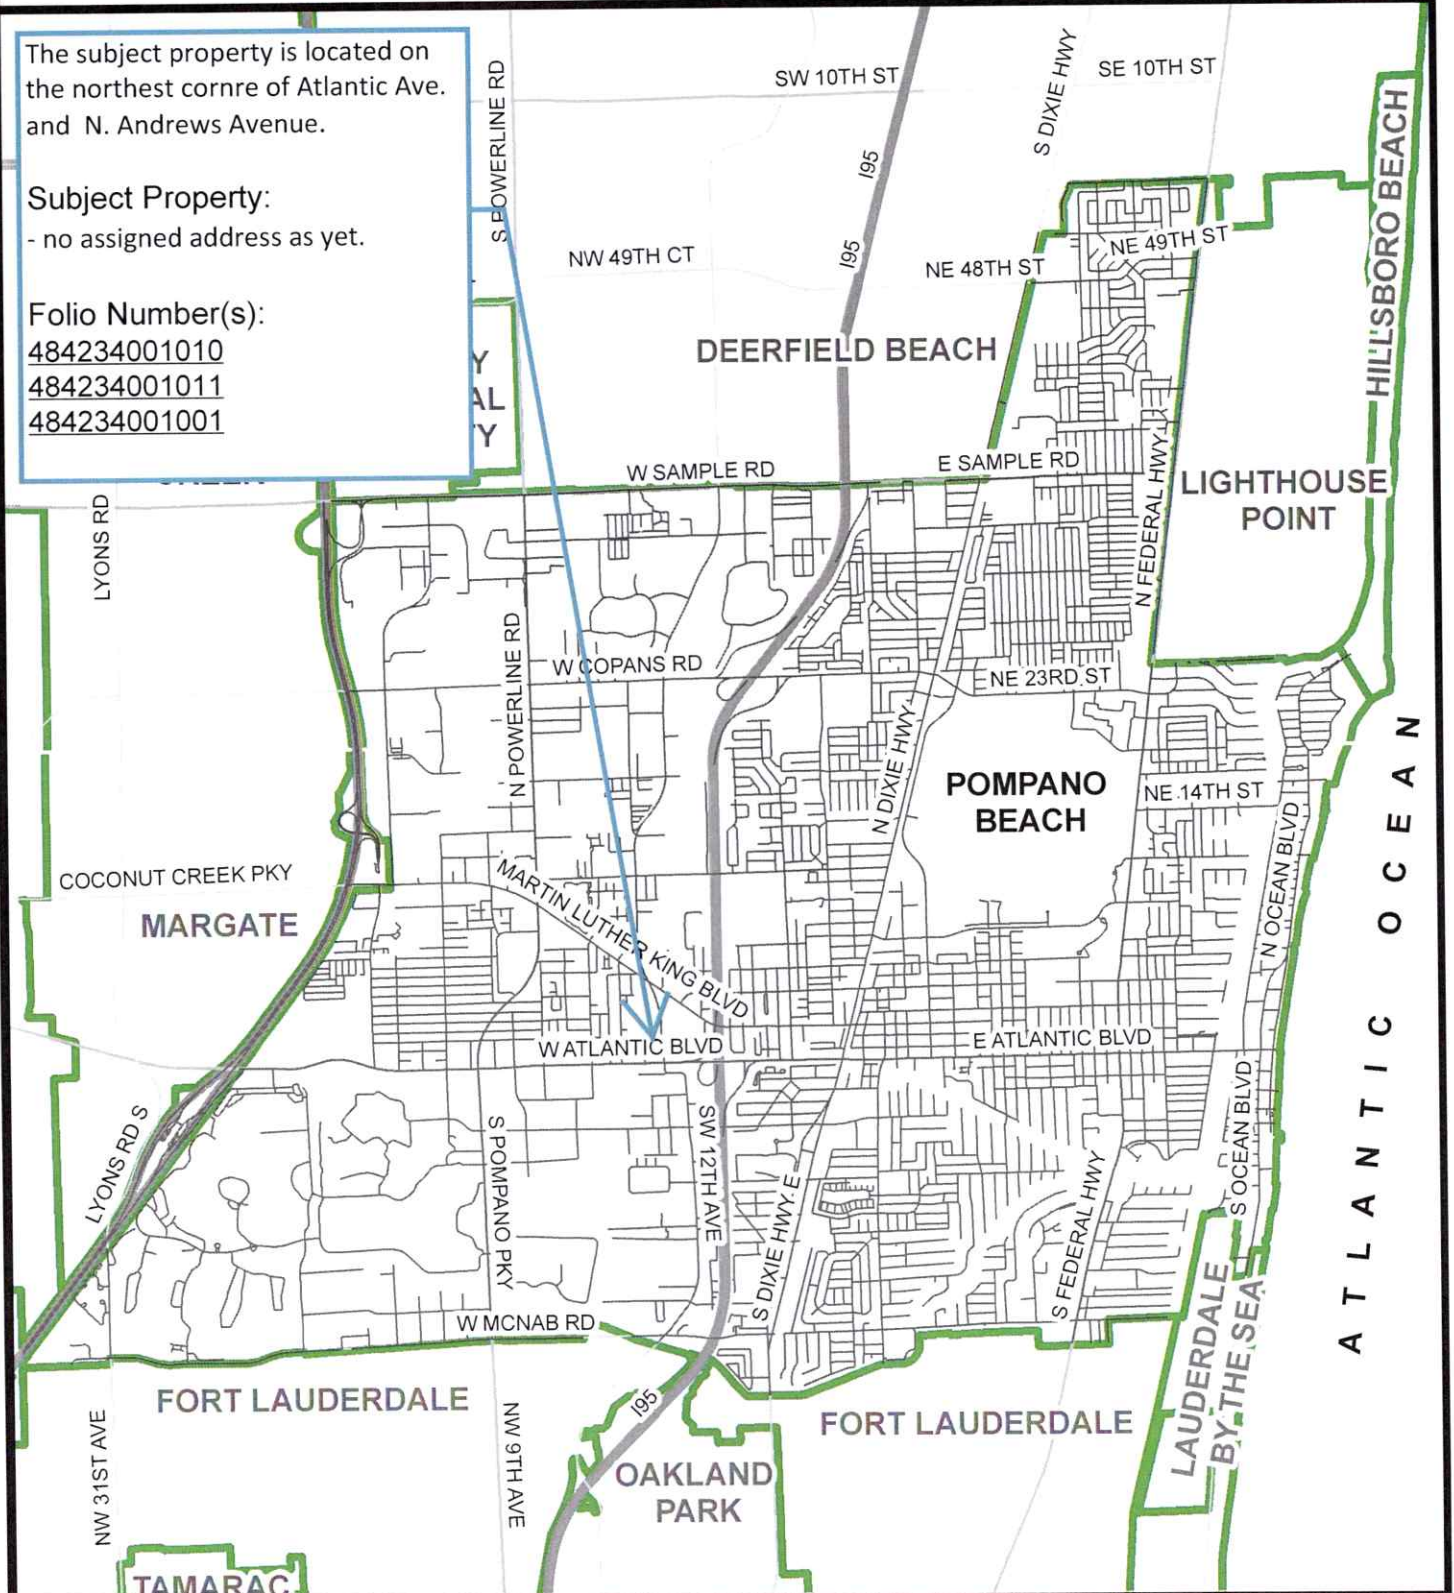 The subject property is located on
the northest cornre of Atlantic Ave.
and N. Andrews Avenue.
Subject Property:
- no assigned address as yet.
Folio Number(s):
484234001010
484234001011
484234001001
S POWERLINE RD
SW 10TH ST
S DIXIE HWY
SE 10TH ST
I95
I95
HILLSBORO BEACH
NW 49TH CT
NE 48TH ST
NE 49TH ST
DEERFIELD BEACH
Y
AL
TY
W SAMPLE RD
E SAMPLE RD
N FEDERAL HWY
LIGHTHOUSE
POINT
LYONS RD
N POWERLINE RD
W COPANS RD
NE 23RD ST
N DIXIE HWY
POMPANO
BEACH
NE 14TH ST
N OCEAN BLVD
ATLANTIC OCEAN
COCONUT CREEK PKY
MARGATE
MARTIN LUTHER KING BLVD
W ATLANTIC BLVD
E ATLANTIC BLVD
LYONS RD S
S POMPANO PKY
SW 12TH AVE
S DIXIE HWY E
S FEDERAL HWY
S OCEAN BLVD
W MCNAB RD
LAUDERDALE
BY THE SEA
FORT LAUDERDALE
FORT LAUDERDALE
I95
NW 31ST AVE
NW 9TH AVE
OAKLAND
PARK
TAMARAC